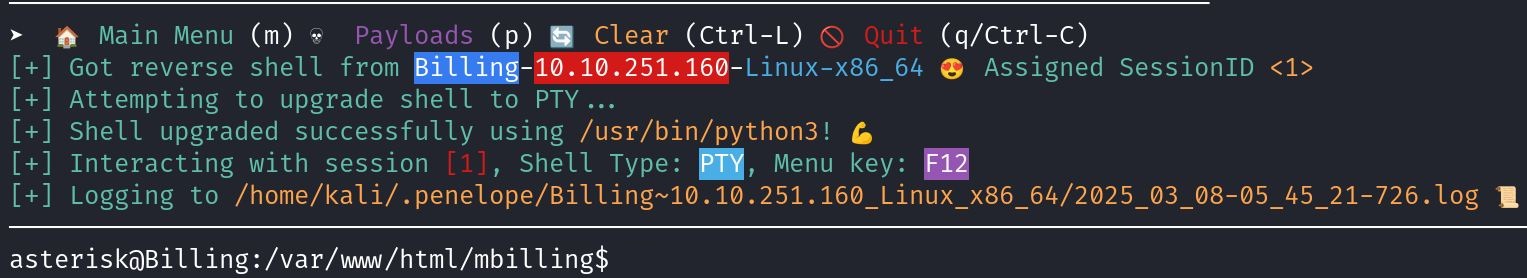 ➤ 🏠 Main Menu (m) 💀 Payloads (p) 🔄 Clear (Ctrl-L) 🚫 Quit (q/Ctrl-C)
[+] Got reverse shell from Billing-10.10.251.160-Linux-x86_64 😍 Assigned SessionID <1>
[+] Attempting to upgrade shell to PTY...
[+] Shell upgraded successfully using /usr/bin/python3! 💪
[+] Interacting with session [1], Shell Type: PTY, Menu key: F12
[+] Logging to /home/kali/.penelope/Billing~10.10.251.160_Linux_x86_64/2025_03_08-05_45_21-726.log 📜
asterisk@Billing:/var/www/html/mbilling$